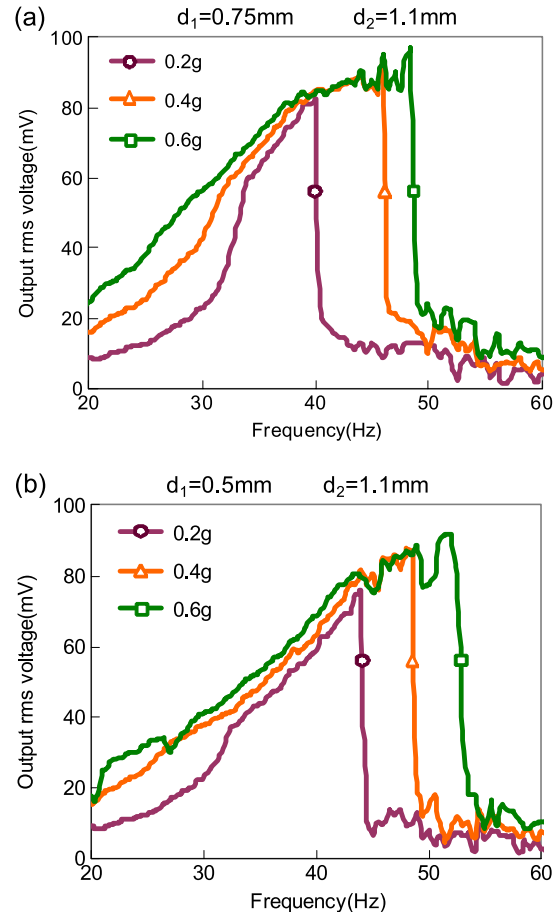 (a) d₁=0.75mm d₂=1.1mm
100
80
60
40
20
0
Output rms voltage(mV)
0.2g
0.4g
0.6g
20 30 40 50 60
Frequency(Hz)
(b) d₁=0.5mm d₂=1.1mm
100
80
60
40
20
0
Output rms voltage(mV)
0.2g
0.4g
0.6g
20 30 40 50 60
Frequency(Hz)